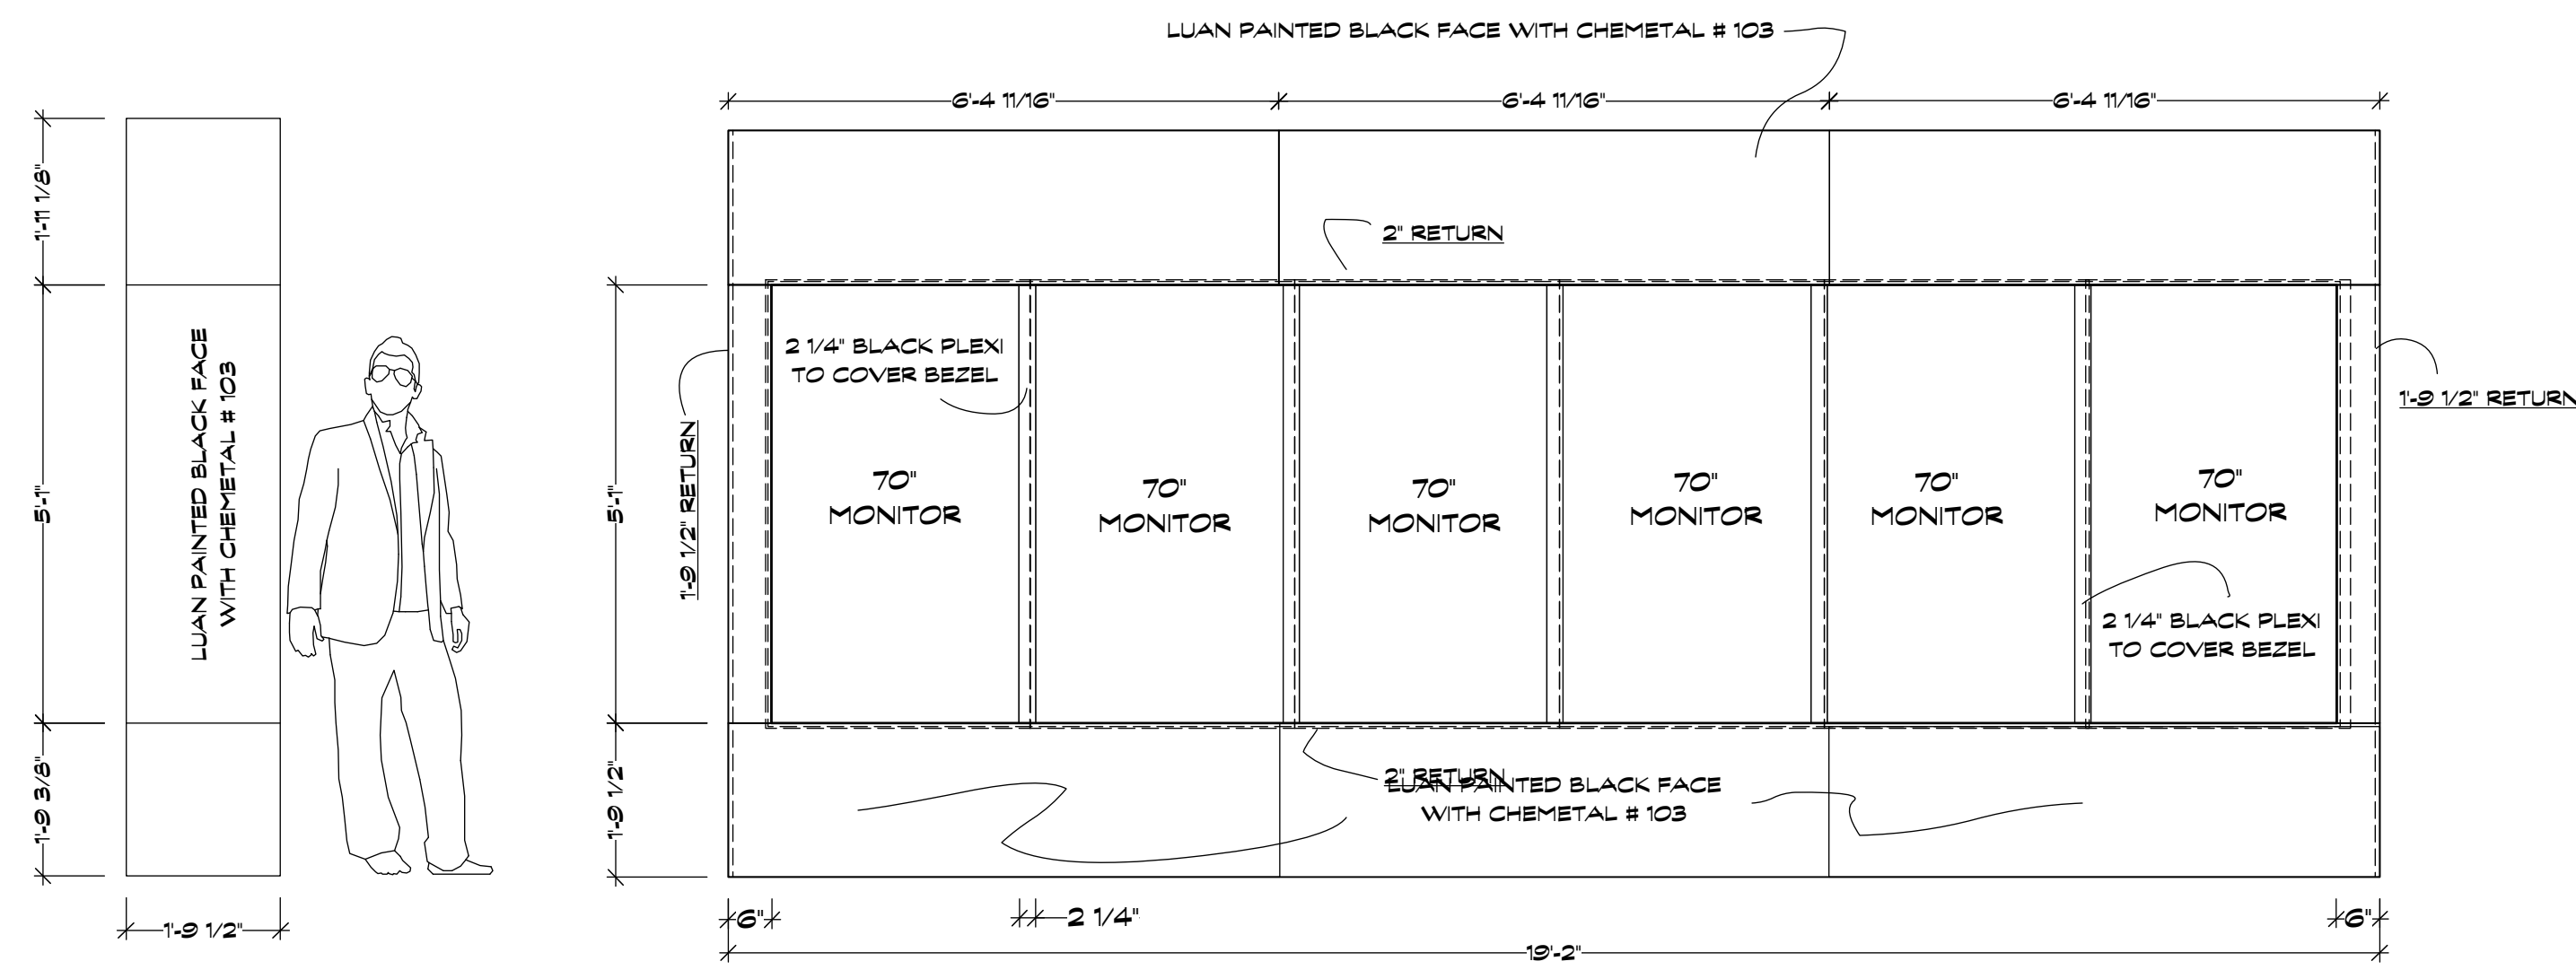 LUAN PAINTED BLACK FACE WITH CHEMETAL # 103
6'-4 11/16"
6'-4 11/16"
6'-4 11/16"
1'-11 1/8"
5'-1"
1'-9 3/8"
LUAN PAINTED BLACK FACE
WITH CHEMETAL # 103
1'-9 1/2"
5'-1"
1'-9 1/2"
1'-9 1/2" RETURN
2" RETURN
2 1/4" BLACK PLEXI
TO COVER BEZEL
70"
MONITOR
70"
MONITOR
70"
MONITOR
70"
MONITOR
70"
MONITOR
70"
MONITOR
1'-9 1/2" RETURN
2 1/4" BLACK PLEXI
TO COVER BEZEL
2" RETURN
LUAN PAINTED BLACK FACE
WITH CHEMETAL # 103
6"
2 1/4"
6"
19'-2"